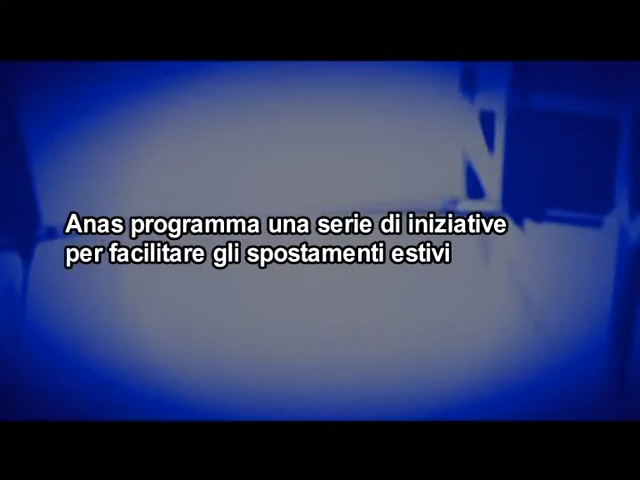 Anas programma una serie di iniziative
per facilitare gli spostamenti estivi